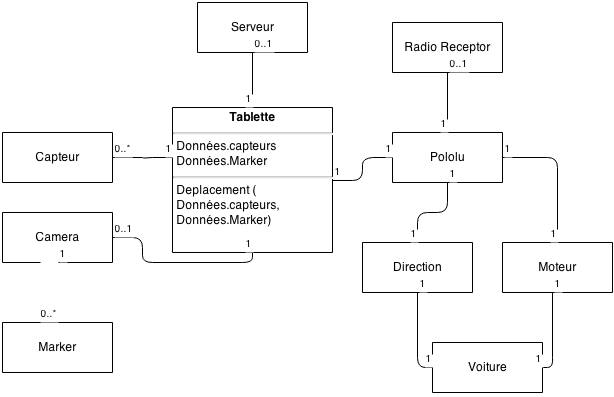 Serveur
0..1
1
Radio Receptor
0..1
1
Tablette
Données.capteurs
Données.Marker
Deplacement (
Données.capteurs,
Données.Marker)
1
1
1
Capteur
0..*
Camera
0..1
1
0..*
Marker
Pololu
1
1
1
Direction
1
1
Moteur
1
1
Voiture
1
1